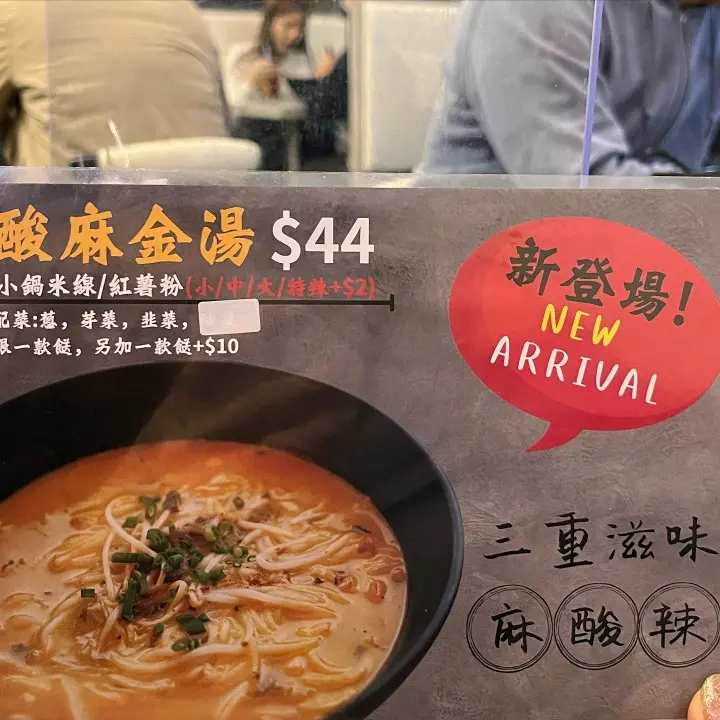 酸麻金湯 $44
小鍋米線/紅薯粉(小/中/大/特辣+$2)
配菜:葱, 芽菜, 韭菜,
跟一款餸, 另加一款餸+$10
新登場!
NEW
ARRIVAL
三重滋味
麻 酸 辣